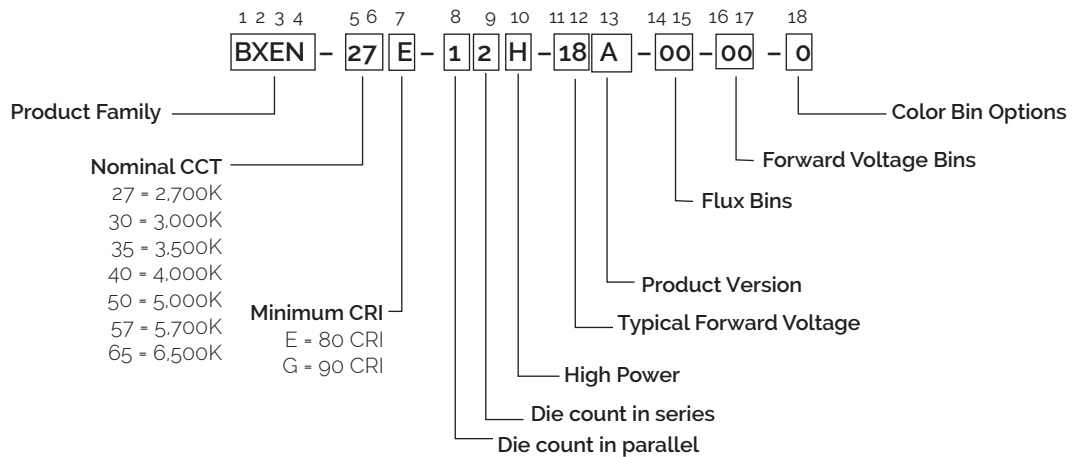 1 2 3 4 5 6 7 8 9 10 11 12 13 14 15 16 17 18
BXEN – 27 E – 1 2 H – 18 A – 00 – 00 – 0
Product Family
Color Bin Options
Nominal CCT
Forward Voltage Bins
27 = 2,700K
30 = 3,000K
Flux Bins
35 = 3,500K
40 = 4,000K
50 = 5,000K
Product Version
57 = 5,700K
Minimum CRI
Typical Forward Voltage
65 = 6,500K
E = 80 CRI
G = 90 CRI
High Power
Die count in series
Die count in parallel